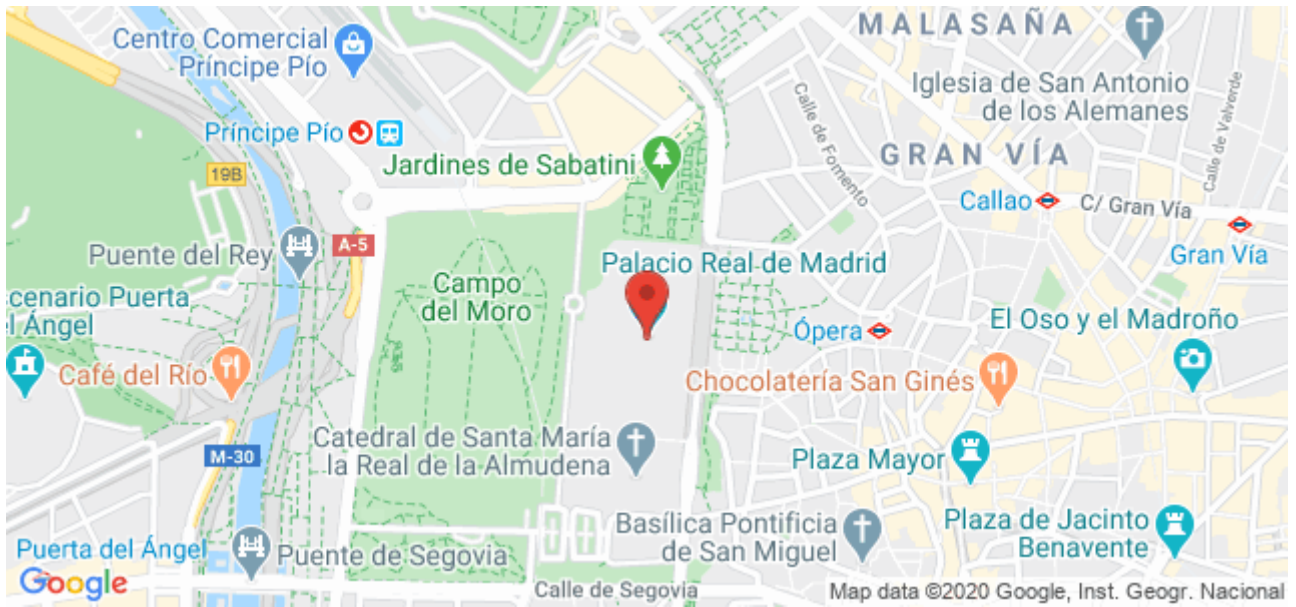 MALASAÑA
Centro Comercial
Príncipe Pío
Iglesia de San Antonio
de los Alemanes
Calle de Valverde
Calle de Fomento
Príncipe Pío
Jardines de Sabatini
GRAN VÍA
19B
Callao
C/ Gran Vía
Puente del Rey
A-5
Palacio Real de Madrid
Gran Vía
Campo
del Moro
scenario Puerta
l Ángel
Ópera
El Oso y el Madroño
Café del Río
Chocolatería San Ginés
Catedral de Santa María
la Real de la Almudena
M-30
Plaza Mayor
Basílica Pontificia
de San Miguel
Plaza de Jacinto
Benavente
Puerta del Ángel
Puente de Segovia
Google
Calle de Segovia
Map data ©2020 Google, Inst. Geogr. Nacional